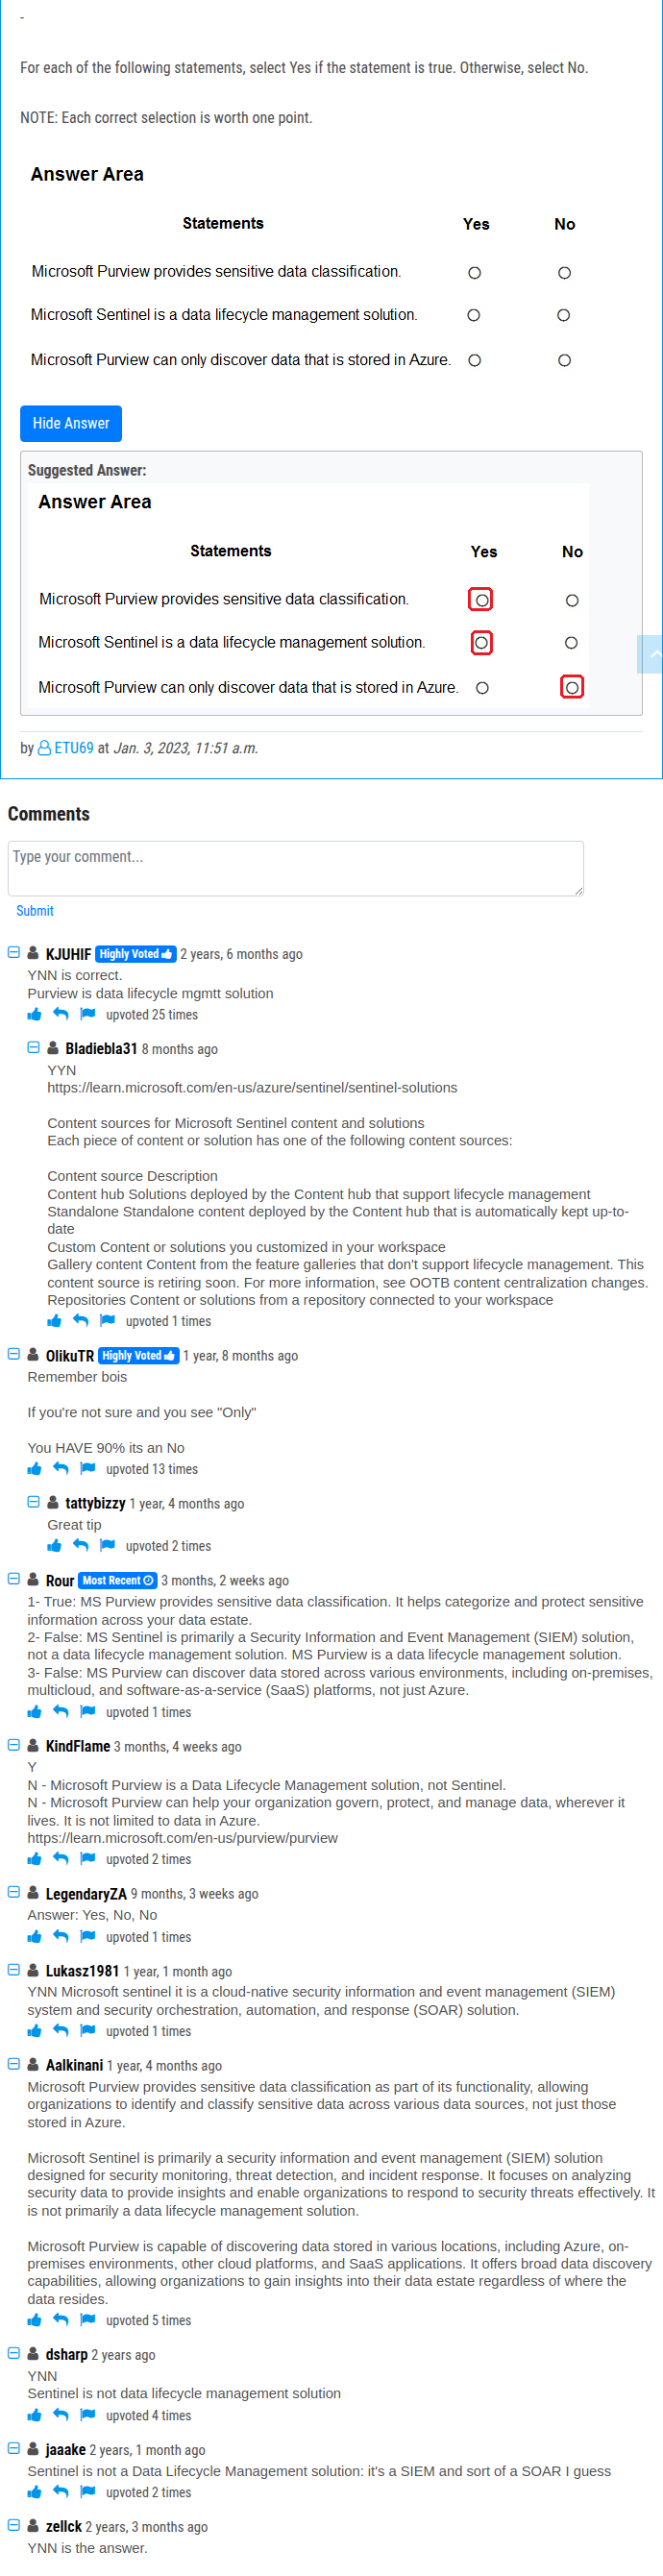 -
For each of the following statements, select Yes if the statement is true. Otherwise, select No.
NOTE: Each correct selection is worth one point.
Answer Area
Statements Yes No
Microsoft Purview provides sensitive data classification.
Microsoft Sentinel is a data lifecycle management solution.
Microsoft Purview can only discover data that is stored in Azure.
Hide Answer
Suggested Answer:
Answer Area
Statements Yes No
Microsoft Purview provides sensitive data classification.
Microsoft Sentinel is a data lifecycle management solution.
Microsoft Purview can only discover data that is stored in Azure.
by ETU69 at Jan. 3, 2023, 11:51 a.m.
Comments
Type your comment...
Submit
KJUHIF Highly Voted 2 years, 6 months ago
YNN is correct.
Purview is data lifecycle mgmtt solution
upvoted 25 times
Bladiebla31 8 months ago
YYN
https://learn.microsoft.com/en-us/azure/sentinel/sentinel-solutions
Content sources for Microsoft Sentinel content and solutions
Each piece of content or solution has one of the following content sources:
Content source Description
Content hub Solutions deployed by the Content hub that support lifecycle management
Standalone Standalone content deployed by the Content hub that is automatically kept up-to-
date
Custom Content or solutions you customized in your workspace
Gallery content Content from the feature galleries that don't support lifecycle management. This
content source is retiring soon. For more information, see OOTB content centralization changes.
Repositories Content or solutions from a repository connected to your workspace
upvoted 1 times
OlikuTR Highly Voted 1 year, 8 months ago
Remember bois
If you're not sure and you see "Only"
You HAVE 90% its an No
upvoted 13 times
tattybizzy 1 year, 4 months ago
Great tip
upvoted 2 times
Rour Most Recent 3 months, 2 weeks ago
1- True: MS Purview provides sensitive data classification. It helps categorize and protect sensitive
information across your data estate.
2- False: MS Sentinel is primarily a Security Information and Event Management (SIEM) solution,
not a data lifecycle management solution. MS Purview is a data lifecycle management solution.
3- False: MS Purview can discover data stored across various environments, including on-premises,
multicloud, and software-as-a-service (SaaS) platforms, not just Azure.
upvoted 1 times
KindFlame 3 months, 4 weeks ago
Y
N - Microsoft Purview is a Data Lifecycle Management solution, not Sentinel.
N - Microsoft Purview can help your organization govern, protect, and manage data, wherever it
lives. It is not limited to data in Azure.
https://learn.microsoft.com/en-us/purview/purview
upvoted 2 times
LegendaryZA 9 months, 3 weeks ago
Answer: Yes, No, No
upvoted 1 times
Lukasz1981 1 year, 1 month ago
YNN Microsoft sentinel it is a cloud-native security information and event management (SIEM)
system and security orchestration, automation, and response (SOAR) solution.
upvoted 1 times
Aalkinani 1 year, 4 months ago
Microsoft Purview provides sensitive data classification as part of its functionality, allowing
organizations to identify and classify sensitive data across various data sources, not just those
stored in Azure.
Microsoft Sentinel is primarily a security information and event management (SIEM) solution
designed for security monitoring, threat detection, and incident response. It focuses on analyzing
security data to provide insights and enable organizations to respond to security threats effectively. It
is not primarily a data lifecycle management solution.
Microsoft Purview is capable of discovering data stored in various locations, including Azure, on-
premises environments, other cloud platforms, and SaaS applications. It offers broad data discovery
capabilities, allowing organizations to gain insights into their data estate regardless of where the
data resides.
upvoted 5 times
dsharp 2 years ago
YNN
Sentinel is not data lifecycle management solution
upvoted 4 times
jaaake 2 years, 1 month ago
Sentinel is not a Data Lifecycle Management solution: it's a SIEM and sort of a SOAR I guess
upvoted 2 times
zellck 2 years, 3 months ago
YNN is the answer.